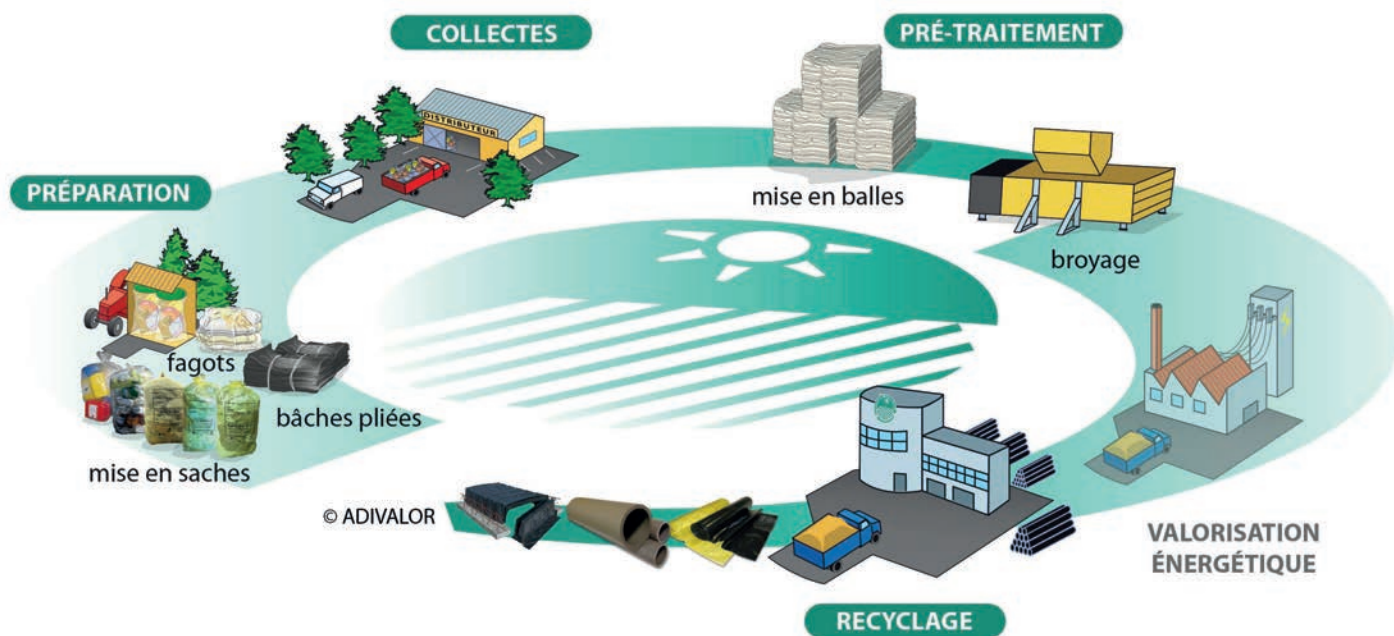 COLLECTES
PRÉ-TRAITEMENT
DISTRIBUTEUR
PRÉPARATION
mise en balles
broyage
fagots
bâches pliées
mise en saches
© ADIVALOR
VALORISATION
ÉNERGÉTIQUE
RECYCLAGE